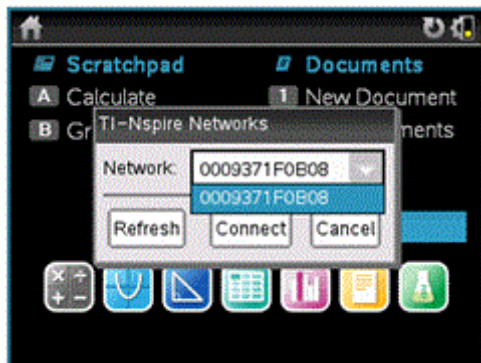 Scratchpad
Documents
A Calculate
1 New Document
B Gr
ments
TI-Nspire Networks
Network: 0009371F0B08
0009371F0B08
Refresh Connect Cancel